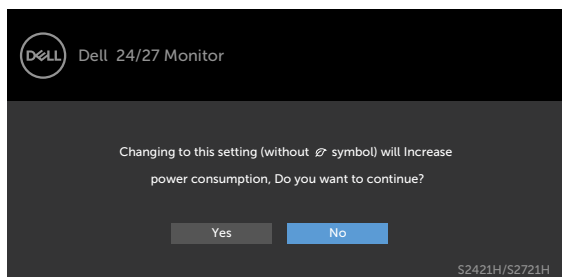 DELL
Dell 24/27 Monitor
Changing to this setting (without symbol) will Increase
power consumption, Do you want to continue?
Yes
No
S2421H/S2721H